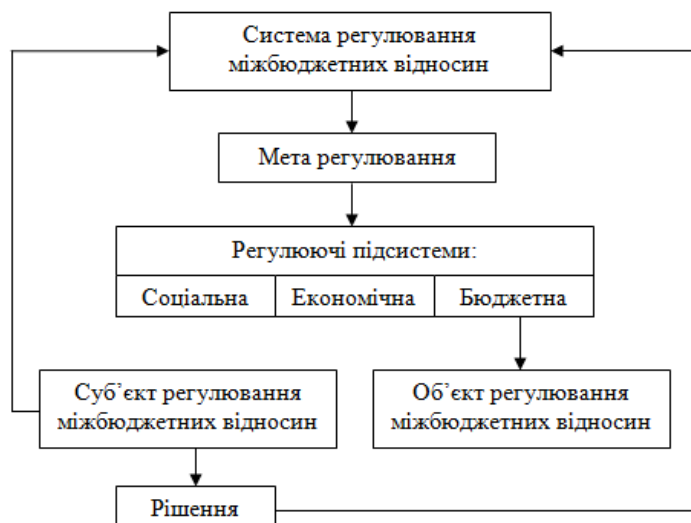 Система регулювання
міжбюджетних відносин
Мета регулювання
Регулюючі підсистеми:
Соціальна
Економічна
Бюджетна
Суб’єкт регулювання
міжбюджетних відносин
Об’єкт регулювання
міжбюджетних відносин
Рішення